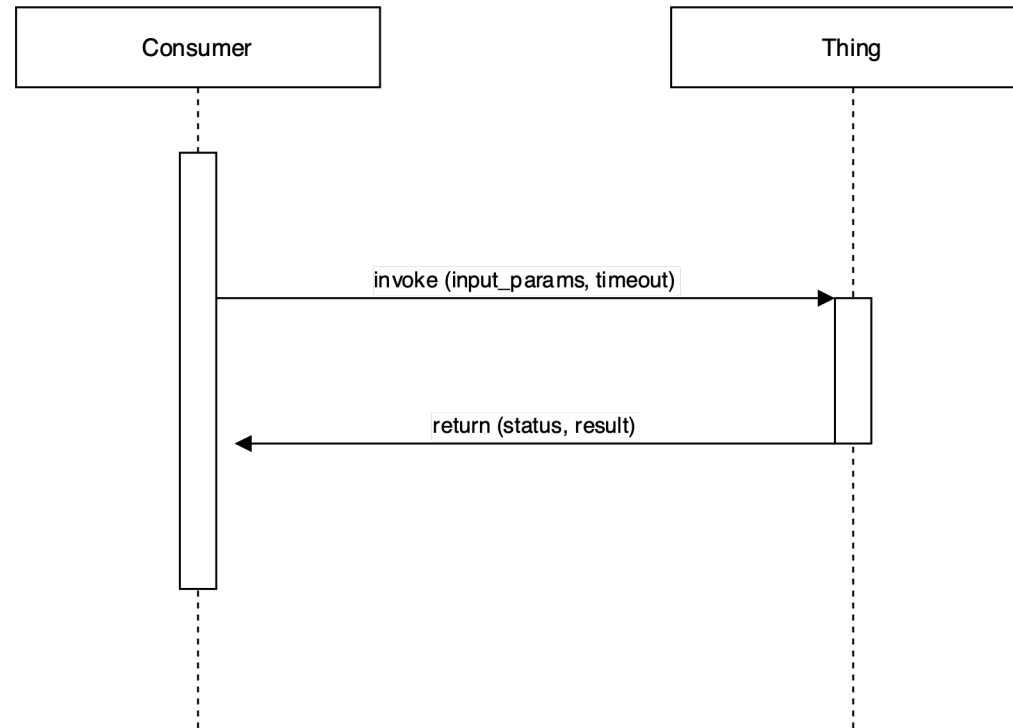 Consumer
Thing
invoke (input_params, timeout)
return (status, result)